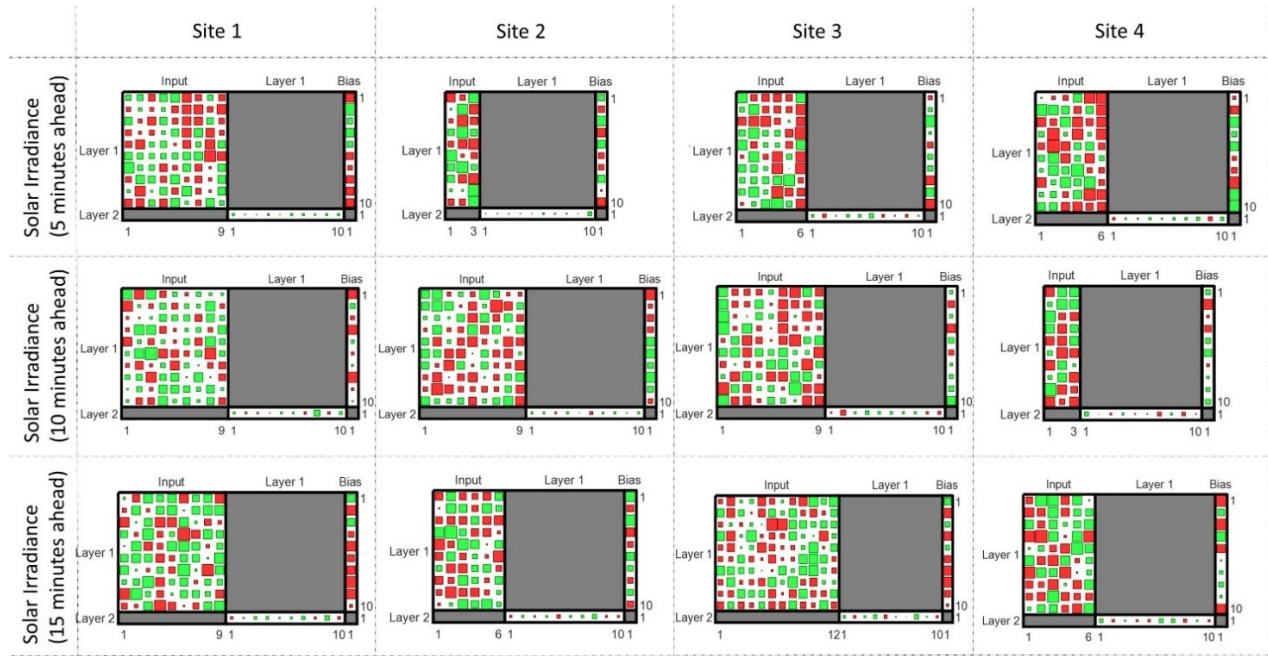 Site 1 Site 2 Site 3 Site 4
Solar Irradiance
(5 minutes ahead)
Input Layer 1 Bias
Layer 1
1
10
Layer 2
1
1 9 1 10 1
Input Layer 1 Bias
Layer 1
1
10
Layer 2
1
1 3 1 10 1
Input Layer 1 Bias
Layer 1
1
10
Layer 2
1
1 6 1 10 1
Input Layer 1 Bias
Layer 1
1
10
Layer 2
1
1 6 1 10 1
Solar Irradiance
(10 minutes ahead)
Input Layer 1 Bias
Layer 1
1
10
Layer 2
1
1 9 1 10 1
Input Layer 1 Bias
Layer 1
1
10
Layer 2
1
1 9 1 10 1
Input Layer 1 Bias
Layer 1
1
10
Layer 2
1
1 9 1 10 1
Input Layer 1 Bias
Layer 1
1
10
Layer 2
1
1 3 1 10 1
Solar Irradiance
(15 minutes ahead)
Input Layer 1 Bias
Layer 1
1
10
Layer 2
1
1 9 1 10 1
Input Layer 1 Bias
Layer 1
1
10
Layer 2
1
1 6 1 10 1
Input Layer 1 Bias
Layer 1
1
10
Layer 2
1
1 12 1 10 1
Input Layer 1 Bias
Layer 1
1
10
Layer 2
1
1 6 1 10 1